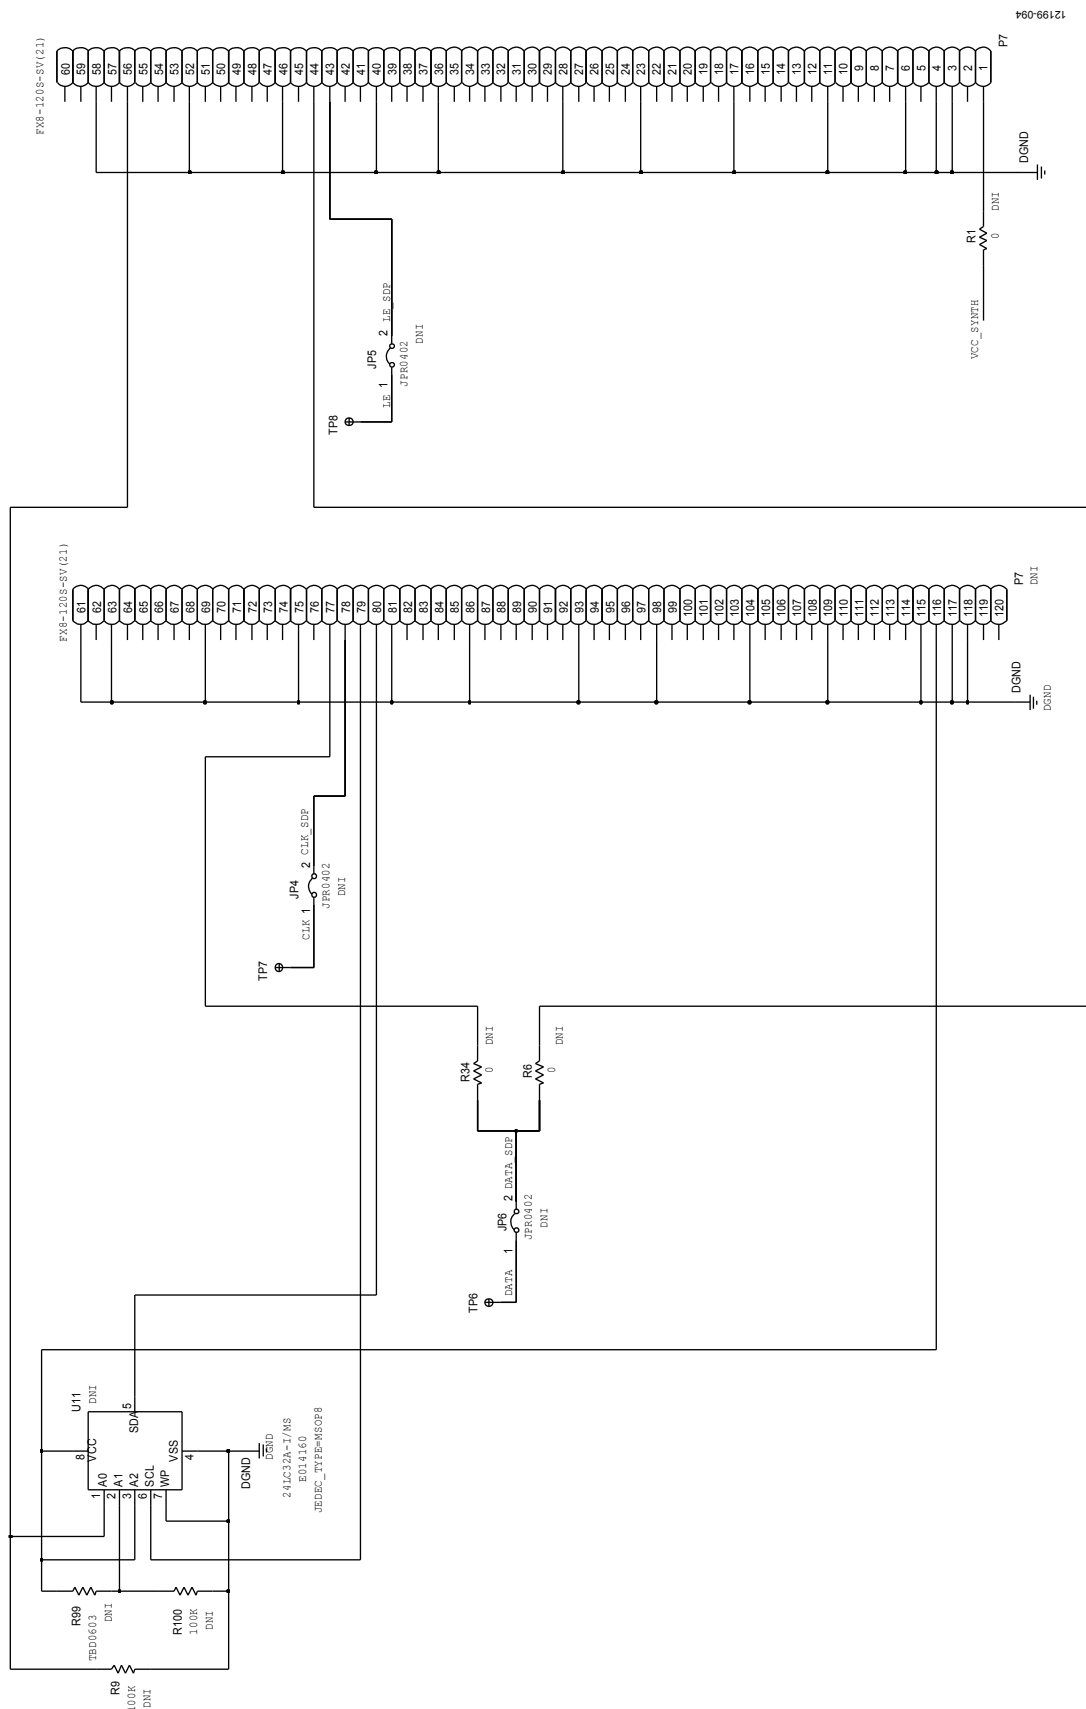 12199-094
P7
FX8-120S-SV(21)
60
59
58
57
56
55
54
53
52
51
50
49
48
47
46
45
44
43
42
41
40
39
38
37
36
35
34
33
32
31
30
29
28
27
26
25
24
23
22
21
20
19
18
17
16
15
14
13
12
11
10
9
8
7
6
5
4
3
2
1
DGND
R1
0
DNI
VCC_SYNTH
LE_SDP
2
JP5
JPR0402
DNI
LE
1
TP8
FX8-120S-SV(21)
61
62
63
64
65
66
67
68
69
70
71
72
73
74
75
76
77
78
79
80
81
82
83
84
85
86
87
88
89
90
91
92
93
94
95
96
97
98
99
100
101
102
103
104
105
106
107
108
109
110
111
112
113
114
115
116
117
118
119
120
P7
DNI
DGND
DGND
CLK_SDP
2
JP4
JPR0402
DNI
CLK
1
TP7
R34
0
DNI
R6
0
DNI
DATA_SDP
2
JP6
JPR0402
DNI
1
DATA
TP6
U11
DNI
SDA
5
8
VCC
VSS
4
A0
1
A1
2
A2
3
SCL
6
WP
7
DGND
DGND
24LC32A-I/MS
E014160
JEDEC_TYPE=MSOP8
R99
TBD0603
DNI
R100
100K
DNI
R9
100K
DNI